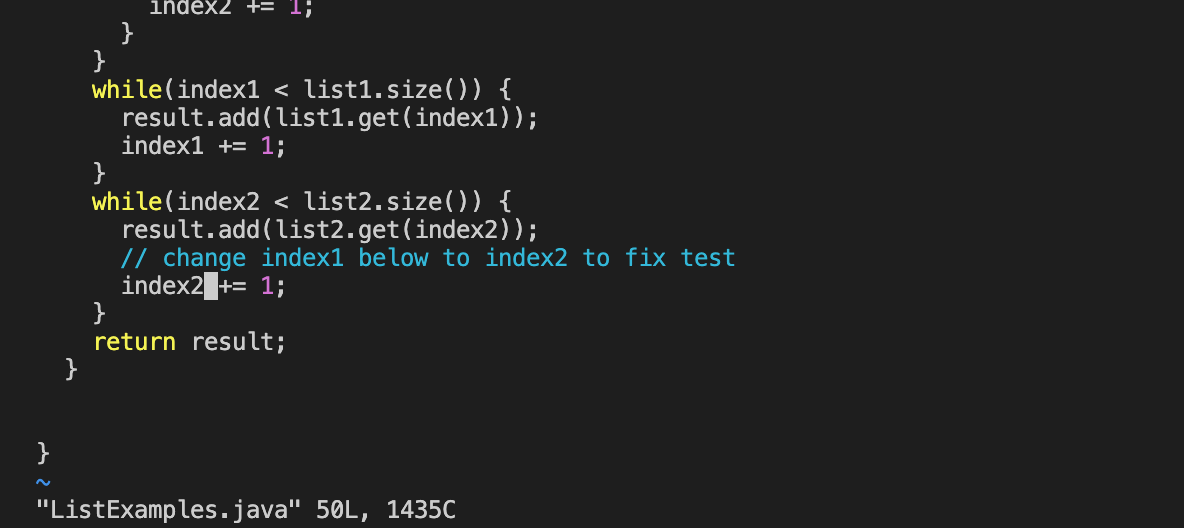 index2 += 1;
    }
  }
  while(index1 < list1.size()) {
    result.add(list1.get(index1));
    index1 += 1;
  }
  while(index2 < list2.size()) {
    result.add(list2.get(index2));
    // change index1 below to index2 to fix test
    index2 += 1;
  }
  return result;
}
}
~
"ListExamples.java" 50L, 1435C